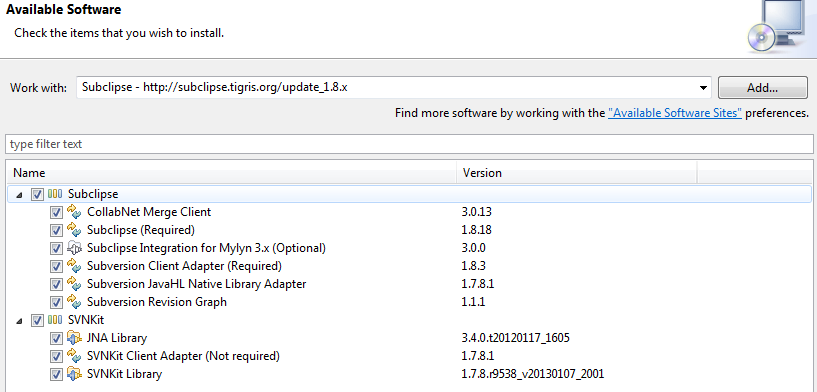 Available Software
Check the items that you wish to install.
Work with: Subclipse - http://subclipse.tigris.org/update_1.8.x Add...
Find more software by working with the "Available Software Sites" preferences.
type filter text
Name Version
Subclipse
CollabNet Merge Client 3.0.13
Subclipse (Required) 1.8.18
Subclipse Integration for Mylyn 3.x (Optional) 3.0.0
Subversion Client Adapter (Required) 1.8.3
Subversion JavaHL Native Library Adapter 1.7.8.1
Subversion Revision Graph 1.1.1
SVNKit
JNA Library 3.4.0.t20120117_1605
SVNKit Client Adapter (Not required) 1.7.8.1
SVNKit Library 1.7.8.r9538_v20130107_2001